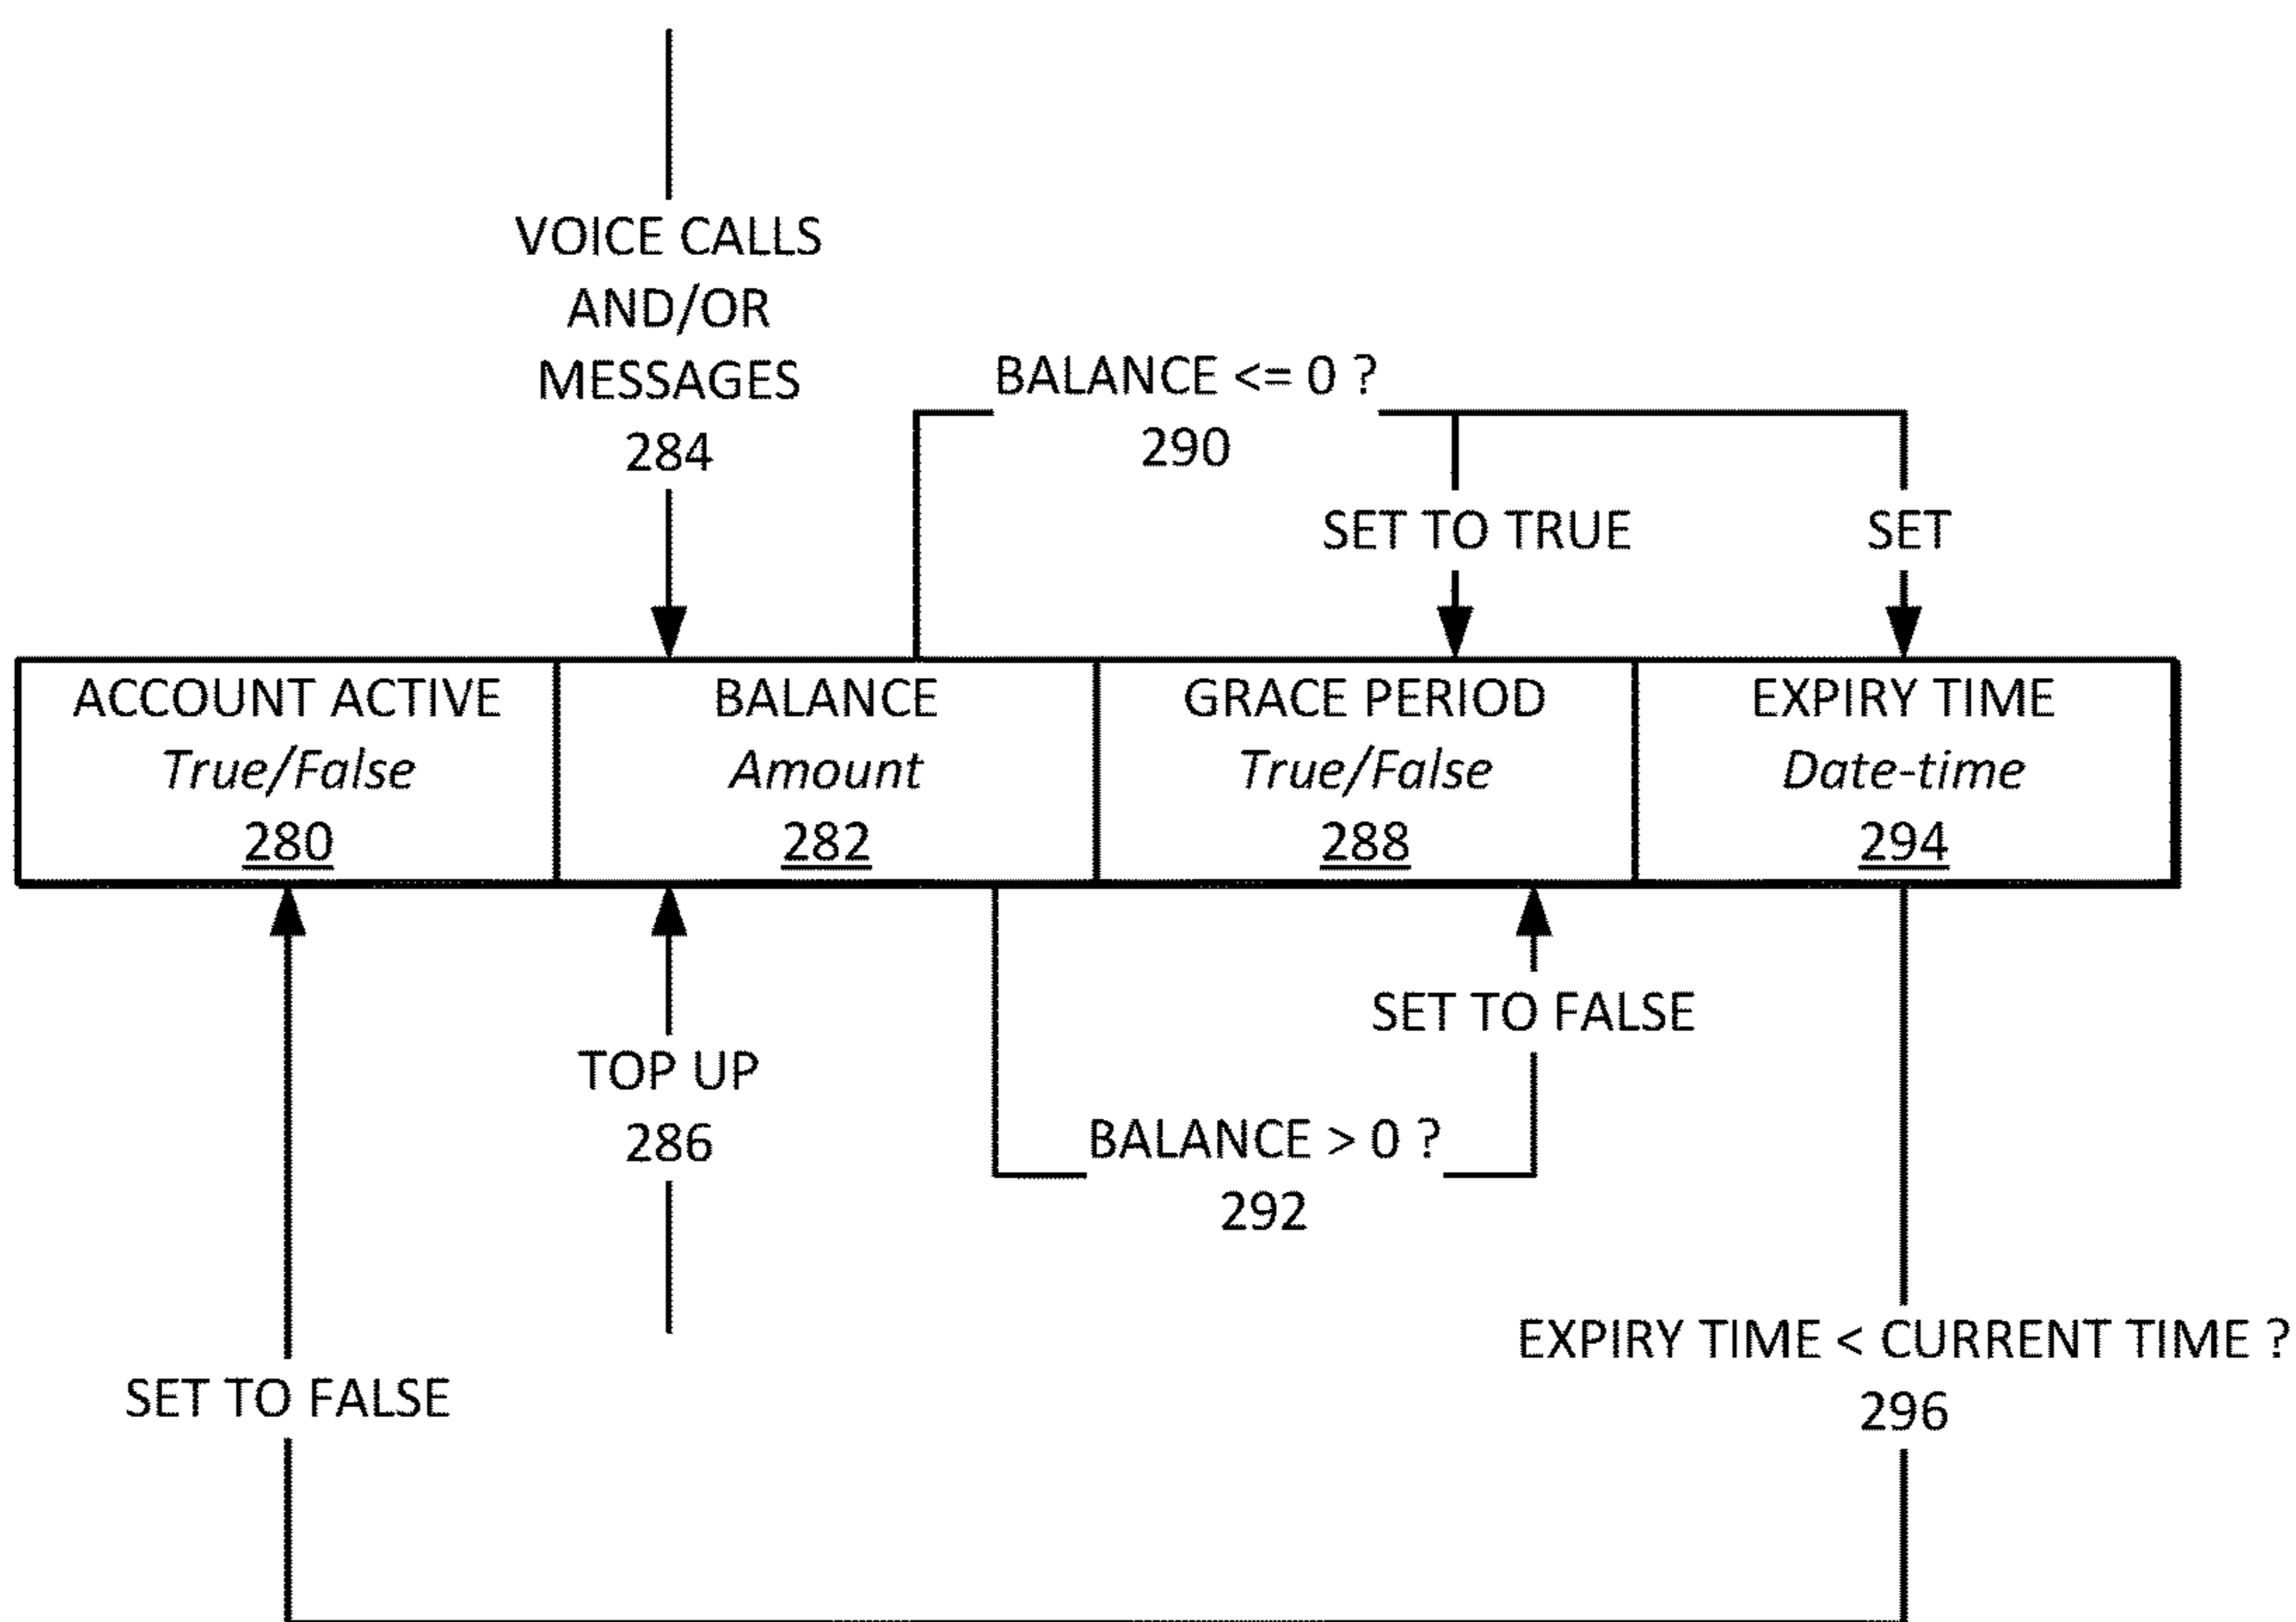 VOICE CALLS
AND/OR
MESSAGES
284
BALANCE <= 0 ?
290
SET TO TRUE
SET
ACCOUNT ACTIVE
True/False
280
BALANCE
Amount
282
GRACE PERIOD
True/False
288
EXPIRY TIME
Date-time
294
SET TO FALSE
TOP UP
286
BALANCE > 0 ?
292
EXPIRY TIME < CURRENT TIME ?
296
SET TO FALSE